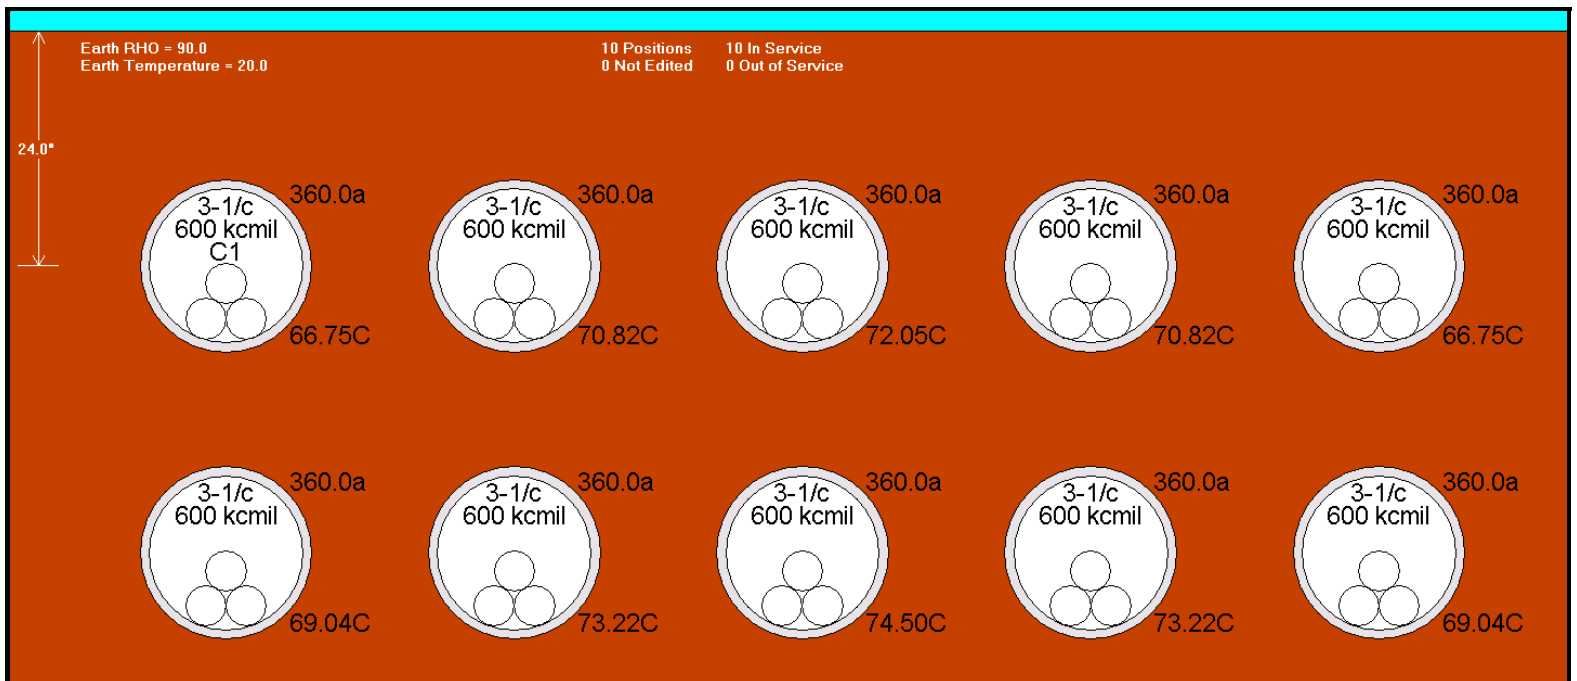 Earth RHO = 90.0
Earth Temperature = 20.0
10 Positions
0 Not Edited
10 In Service
0 Out of Service
24.0"
360.0a
3-1/c
600 kcmil
C1
66.75C
360.0a
3-1/c
600 kcmil
70.82C
360.0a
3-1/c
600 kcmil
72.05C
360.0a
3-1/c
600 kcmil
70.82C
360.0a
3-1/c
600 kcmil
66.75C
360.0a
3-1/c
600 kcmil
69.04C
360.0a
3-1/c
600 kcmil
73.22C
360.0a
3-1/c
600 kcmil
74.50C
360.0a
3-1/c
600 kcmil
73.22C
360.0a
3-1/c
600 kcmil
69.04C